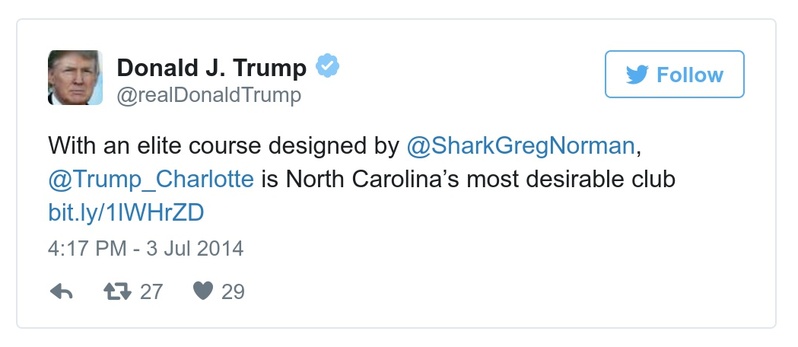 Donald J. Trump
@realDonaldTrump
Follow
With an elite course designed by @SharkGregNorman,
@Trump_Charlotte is North Carolina’s most desirable club
bit.ly/1lWHrZD
4:17 PM - 3 Jul 2014
27 29